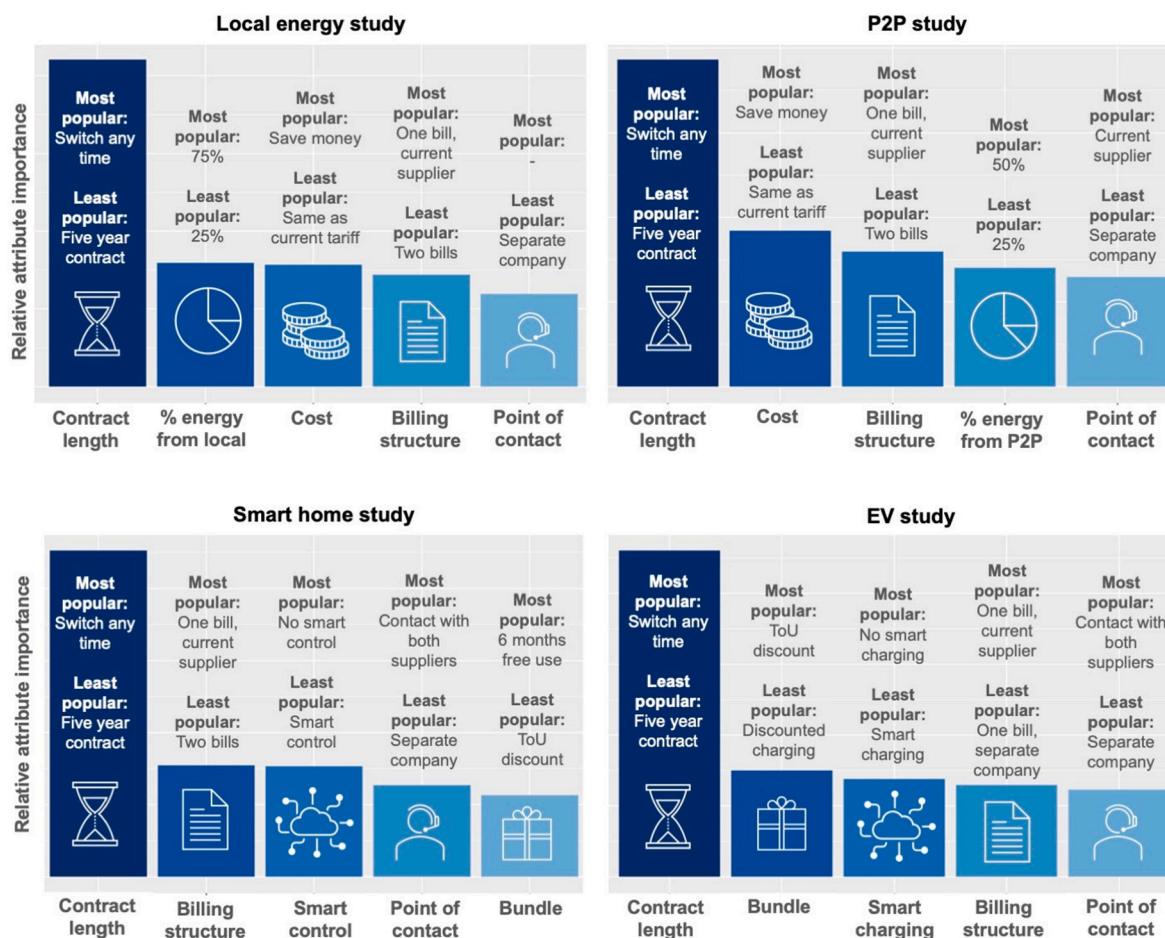 Local energy study
Relative attribute importance
Most
popular:
Switch any
time
Least
popular:
Five year
contract
Most
popular:
75%
Least
popular:
25%
Most
popular:
Save money
Least
popular:
Same as
current tariff
Most
popular:
One bill,
current
supplier
Least
popular:
Two bills
Most
popular:
-
Least
popular:
Separate
company
Contract
length
% energy
from local
Cost
Billing
structure
Point of
contact
P2P study
Most
popular:
Switch any
time
Least
popular:
Five year
contract
Most
popular:
Save money
Least
popular:
Same as
current tariff
Most
popular:
One bill,
current
supplier
Least
popular:
Two bills
Most
popular:
50%
Least
popular:
25%
Most
popular:
Current
supplier
Least
popular:
Separate
company
Contract
length
Cost
Billing
structure
% energy
from P2P
Point of
contact
Smart home study
Relative attribute importance
Most
popular:
Switch any
time
Least
popular:
Five year
contract
Most
popular:
One bill,
current
supplier
Least
popular:
Two bills
Most
popular:
No smart
control
Least
popular:
Smart
control
Most
popular:
Contact with
both
suppliers
Least
popular:
Separate
company
Most
popular:
6 months
free use
Least
popular:
ToU
discount
Contract
length
Billing
structure
Smart
control
Point of
contact
Bundle
EV study
Most
popular:
Switch any
time
Least
popular:
Five year
contract
Most
popular:
ToU
discount
Least
popular:
Discounted
charging
Most
popular:
No smart
charging
Least
popular:
Smart
charging
Most
popular:
One bill,
current
supplier
Least
popular:
One bill,
separate
company
Most
popular:
Contact with
both
suppliers
Least
popular:
Separate
company
Contract
length
Bundle
Smart
charging
Billing
structure
Point of
contact